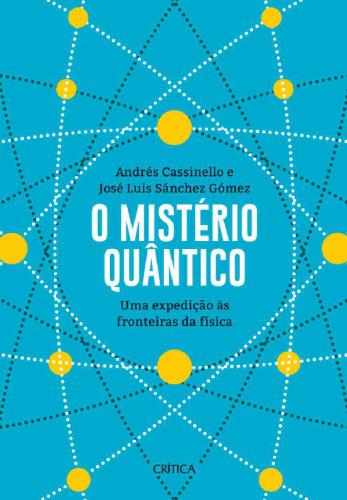 Andrés Cassinello e
José Luis Sánchez Gómez
O MISTÉRIO
QUÂNTICO
Uma expedição às
fronteiras da física
CRÍTICA